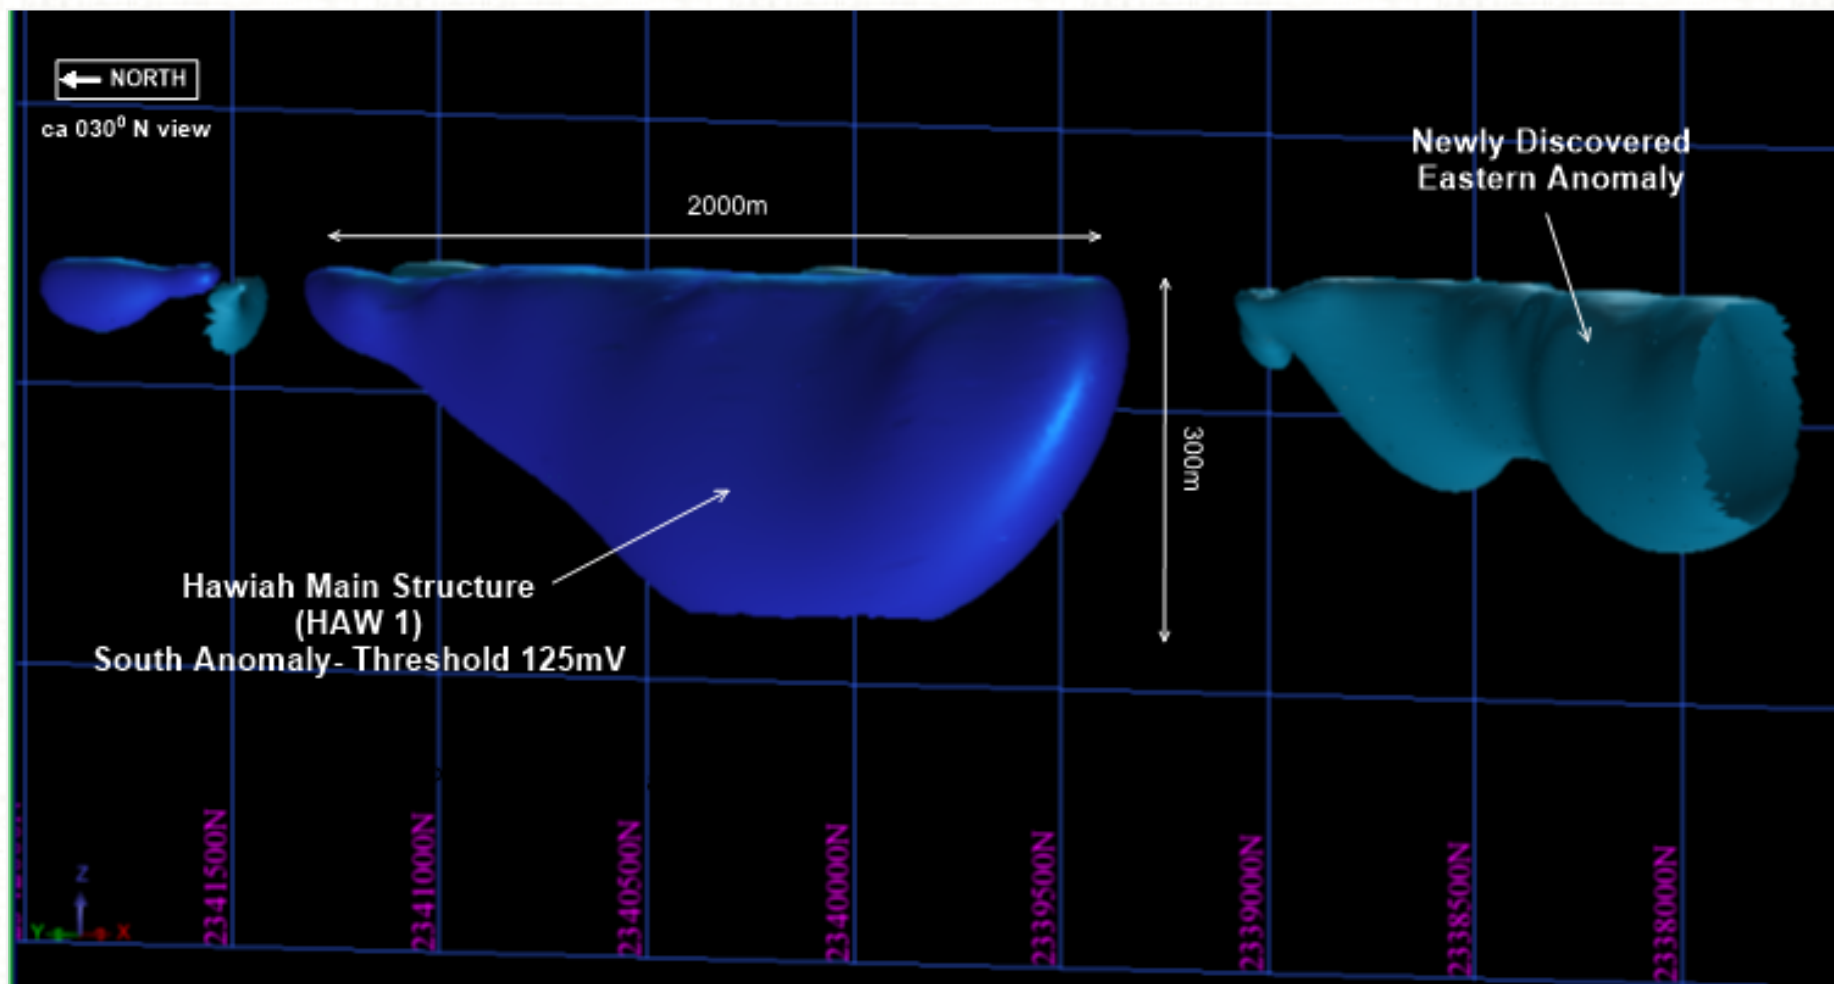 ← NORTH
ca 030⁰ N view
2000m
Newly Discovered
Eastern Anomaly
300m
Hawiah Main Structure
(HAW 1)
South Anomaly- Threshold 125mV
2341500N
2341000N
2340500N
2340000N
2339500N
2339000N
2338500N
2338000N
Z
Y
X